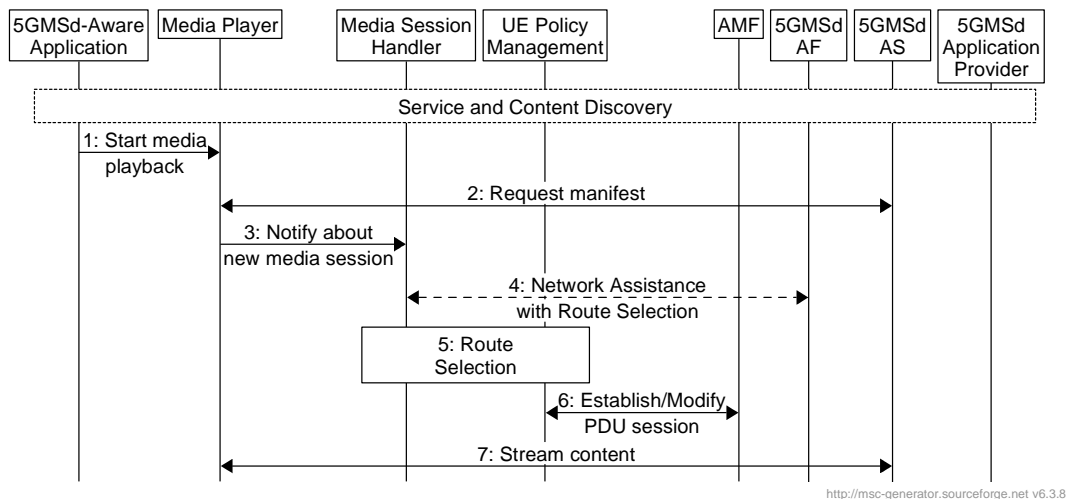 5GMSd-Aware
Application
Media Player
Media Session
Handler
UE Policy
Management
AMF
5GMSd
AF
5GMSd
AS
5GMSd
Application
Provider
Service and Content Discovery
1: Start media
playback
2: Request manifest
3: Notify about
new media session
4: Network Assistance
with Route Selection
5: Route
Selection
6: Establish/Modify
PDU session
7: Stream content
http://msc-generator.sourceforge.net v6.3.8